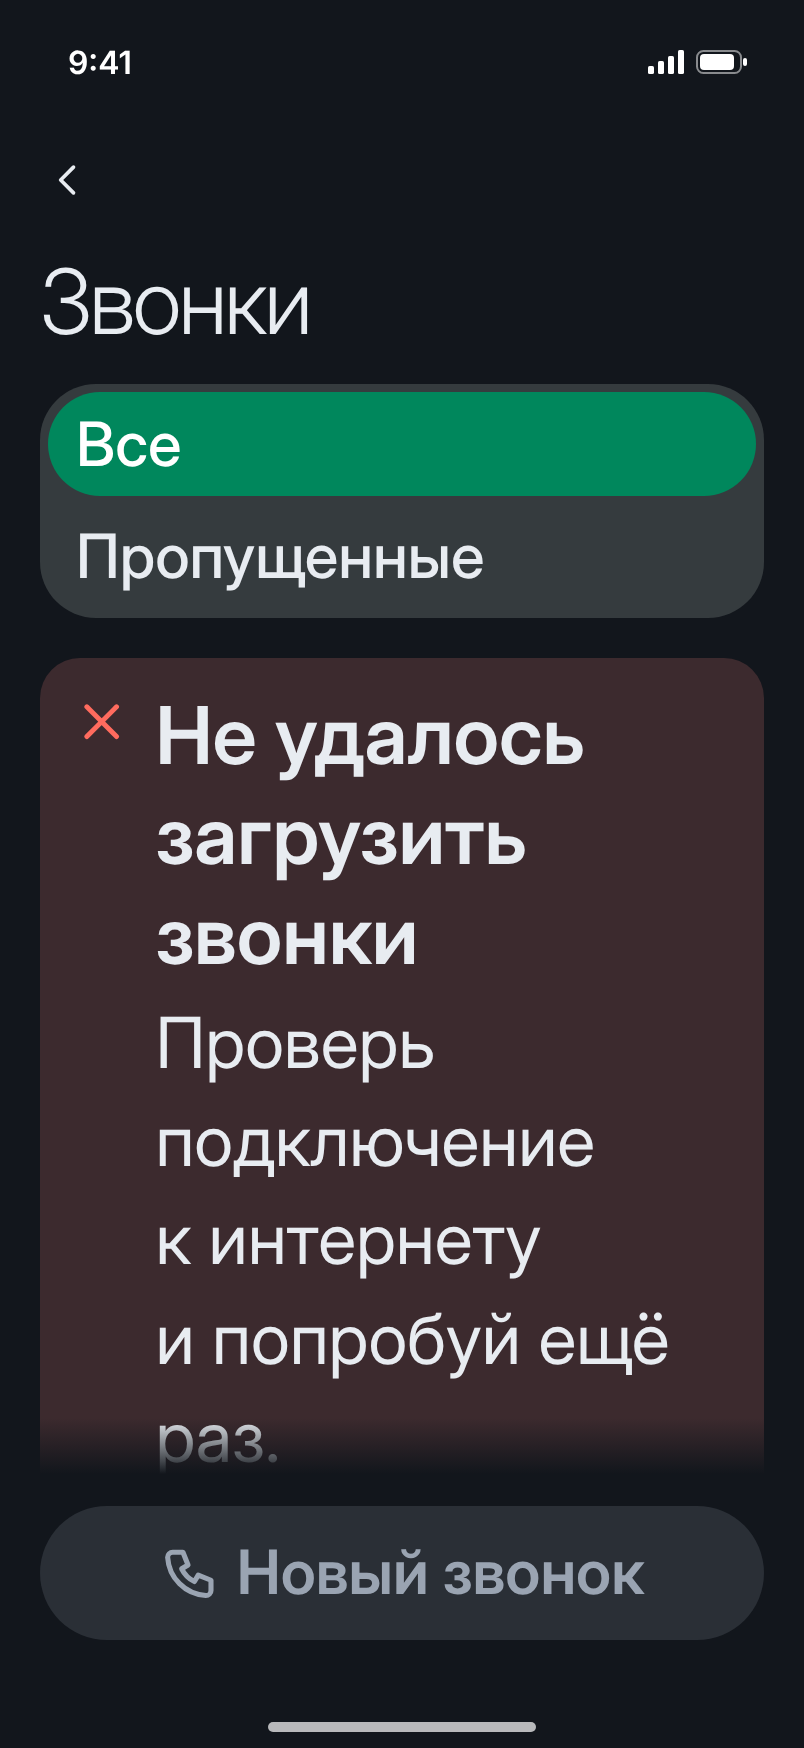 9:41
Звонки
Все
Пропущенные
Не удалось
загрузить
звонки
Проверь
подключение
к интернету
и попробуй ещё
раз.
Новый звонок